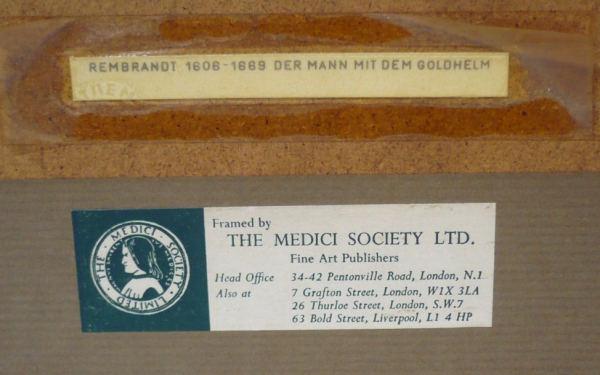 REMBRANDT 1606-1669 DER MANN MIT DEM GOLDHELM
THE MEDICI SOCIETY LIMITED
Framed by
THE MEDICI SOCIETY LTD.
Fine Art Publishers
Head Office 34-42 Pentonville Road, London, N.1
Also at 7 Grafton Street, London, W1X 3LA
26 Thurloe Street, London, S.W.7
63 Bold Street, Liverpool, L1 4 HP